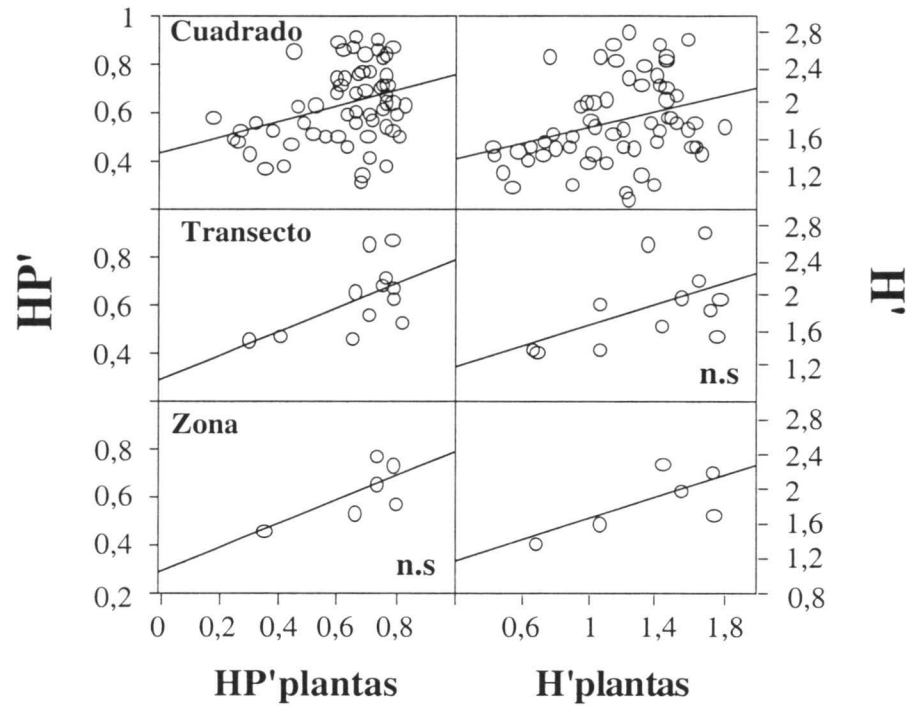 1
Cuadrado
0,8
0,6
0,4
2,8
2,4
2
1,6
1,2
Transecto
0,8
0,6
0,4
2,8
2,4
2
1,6
1,2
n.s
HP'
H'
Zona
0,8
0,6
0,4
0,2
n.s
2,8
2,4
2
1,6
1,2
0,8
0 0,2 0,4 0,6 0,8
0,6 1 1,4 1,8
HP'plantas H'plantas